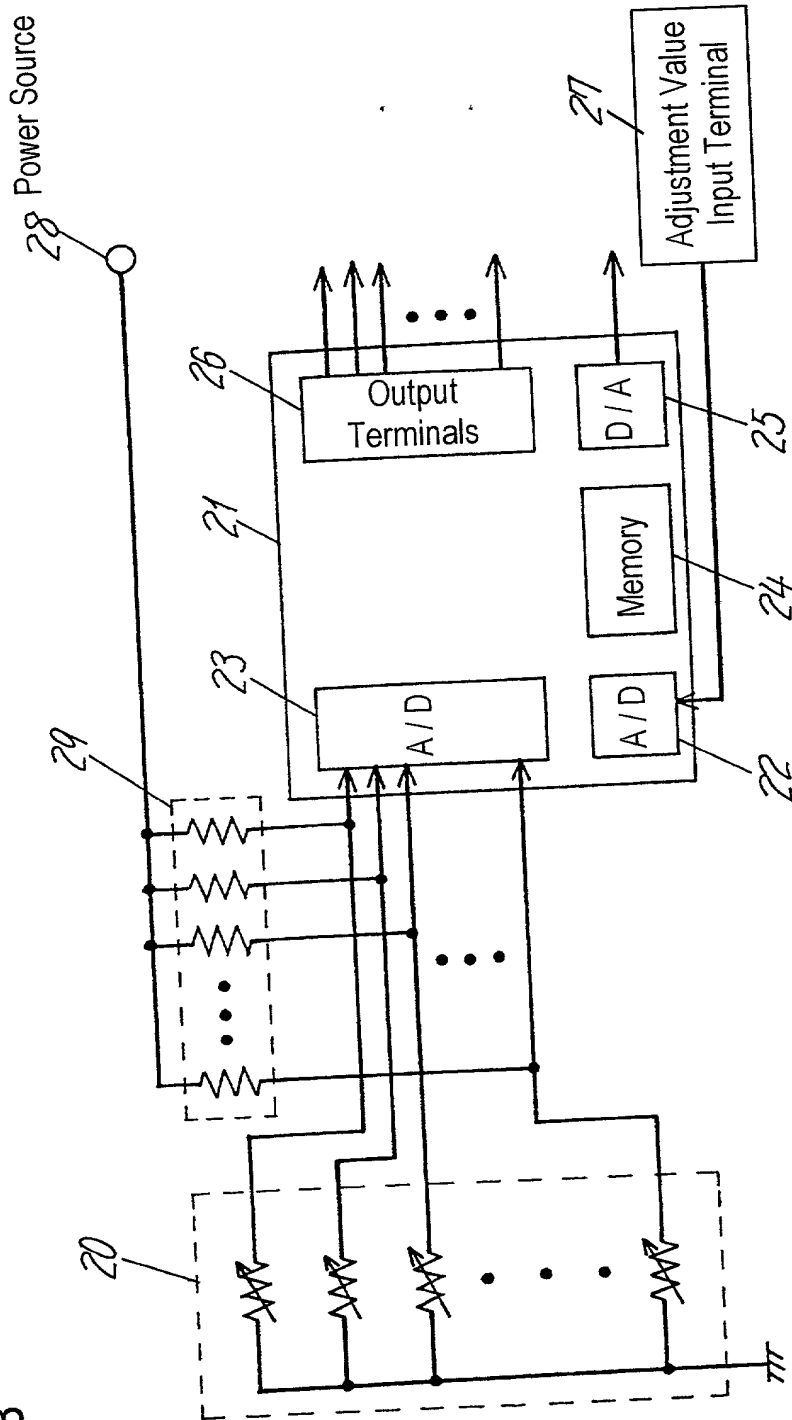 28 Power Source
29
26
21
23
20
Output
Terminals
A / D
D / A
Memory
A / D
25
24
22
27
Adjustment Value
Input Terminal